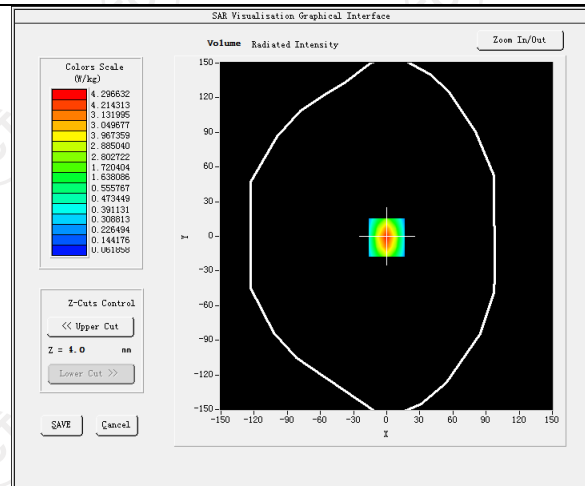 SAR Visualisation Graphical Interface
Volume Radiated Intensity
Zoom In/Out
Colors Scale
(W/kg)
4.296632
4.214313
3.131995
3.049677
3.967359
2.885040
2.802722
1.720404
1.638086
0.555767
0.473449
0.391131
0.308813
0.226494
0.144176
0.061858
Z-Cuts Control
<< Upper Cut
Z = 4.0 mm
Lower Cut >>
SAVE
Cancel
150
120
90
60
30
0
-30
-60
-90
-120
-150
Y
-150 -120 -90 -60 -30 0 30 60 90 120 150
X